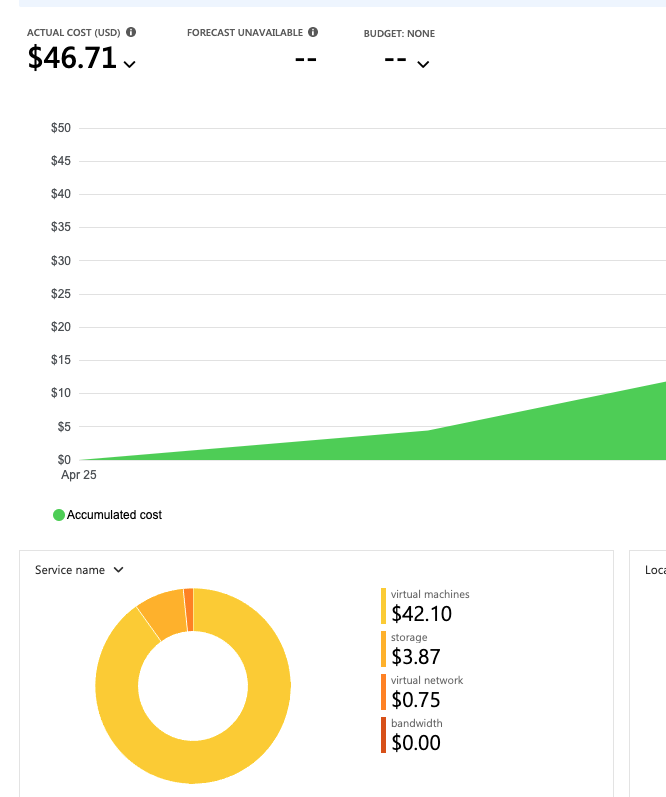 ACTUAL COST (USD)
FORECAST UNAVAILABLE
BUDGET: NONE
$46.71
--
--
$50
$45
$40
$35
$30
$25
$20
$15
$10
$5
$0
Apr 25
Accumulated cost
Service name
virtual machines
$42.10
storage
$3.87
virtual network
$0.75
bandwidth
$0.00
Loca